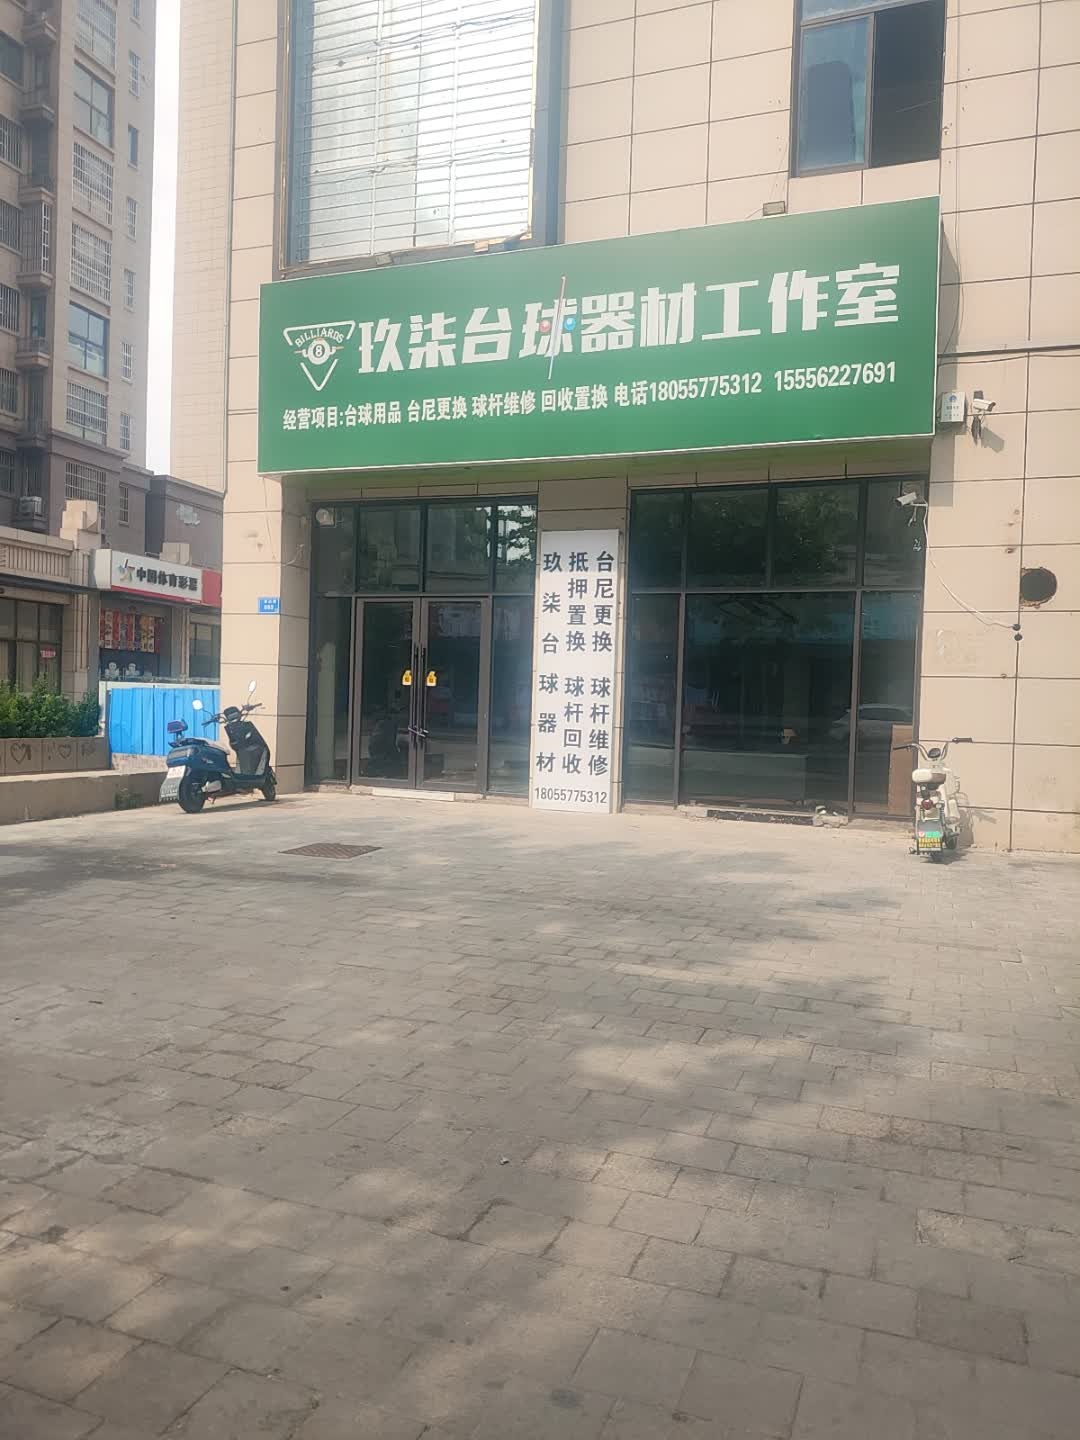 BILLIARDS
8
玖柒台球器材工作室
经营项目:台球用品 台尼更换 球杆维修 回收置换 电话18055775312 15556227691
中国体育彩票
台尼更换 球杆维修
抵押置换 球杆回收
玖柒台球器材
18055775312